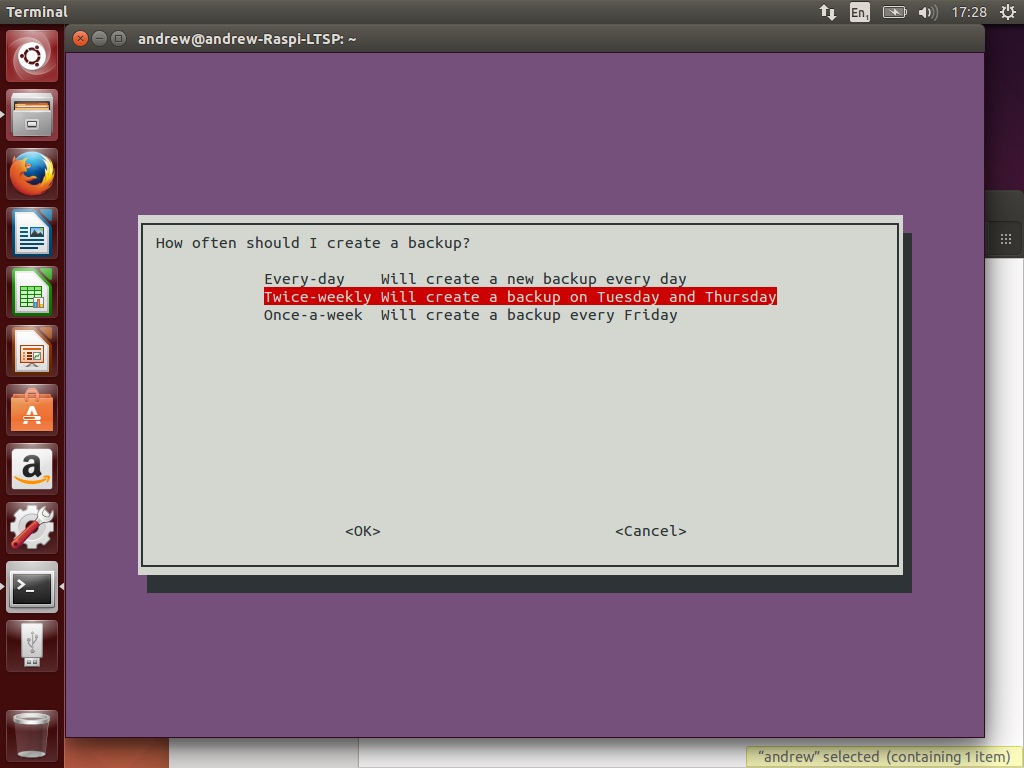 Terminal
En1
17:28
andrew@andrew-Raspi-LTSP: ~
How often should I create a backup?
Every-day    Will create a new backup every day
Twice-weekly Will create a backup on Tuesday and Thursday
Once-a-week  Will create a backup every Friday
<OK>
<Cancel>
“andrew” selected (containing 1 item)